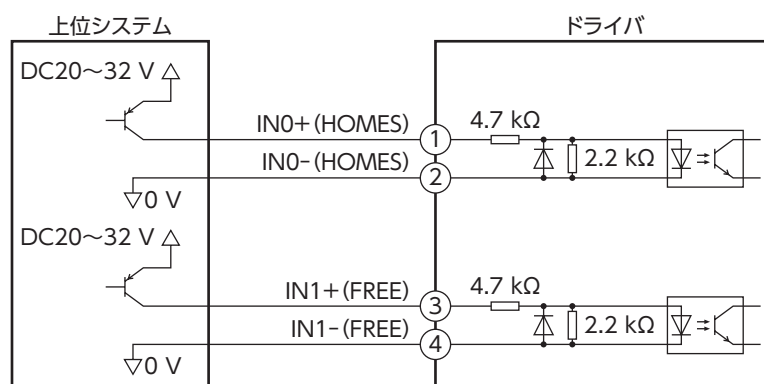 上位システム
ドライバ
DC20～32 V
IN0+(HOMES)
1
4.7 kΩ
IN0-(HOMES)
2
2.2 kΩ
0 V
DC20～32 V
IN1+(FREE)
3
4.7 kΩ
IN1-(FREE)
4
2.2 kΩ
0 V